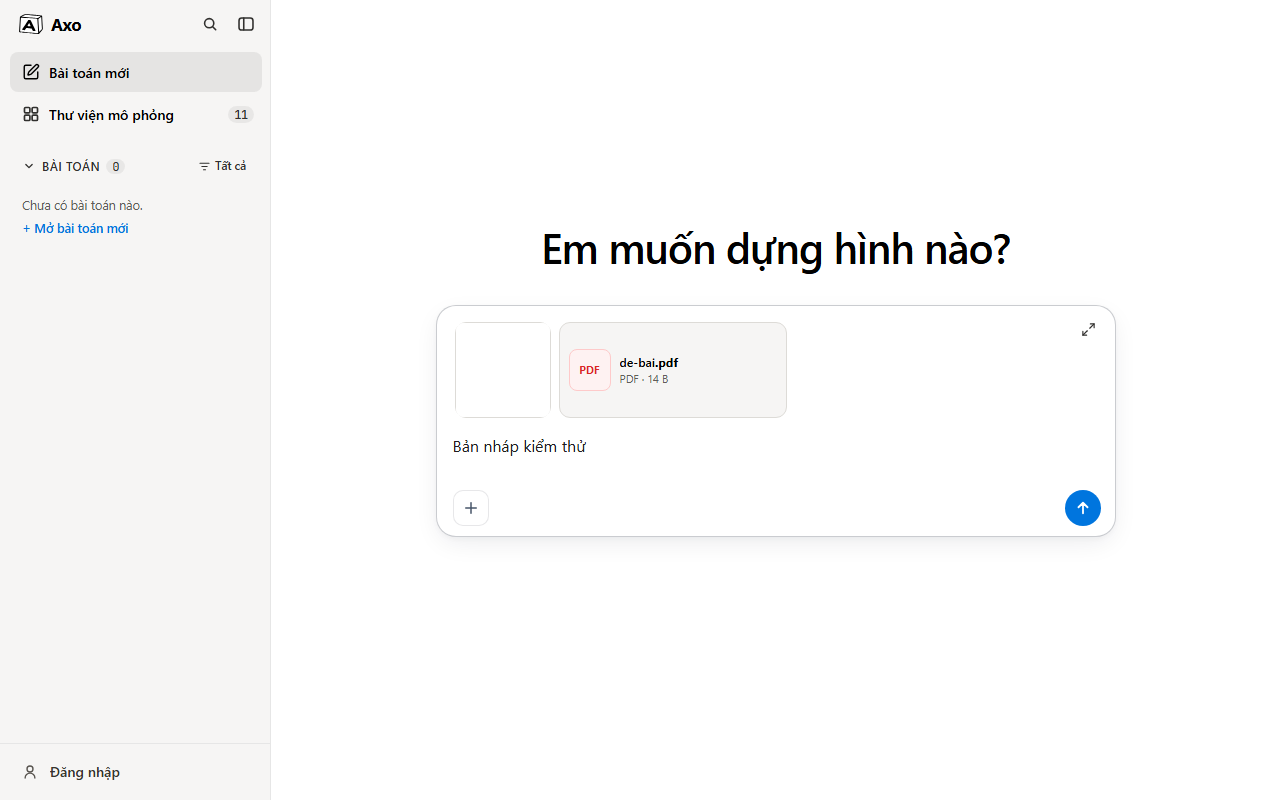 Axo
Bài toán mới
Thư viện mô phỏng 11
BÀI TOÁN 0 Tất cả
Chưa có bài toán nào.
+ Mở bài toán mới
Em muốn dựng hình nào?
PDF
de-bai.pdf
PDF · 14 B
Bản nháp kiểm thử
Đăng nhập